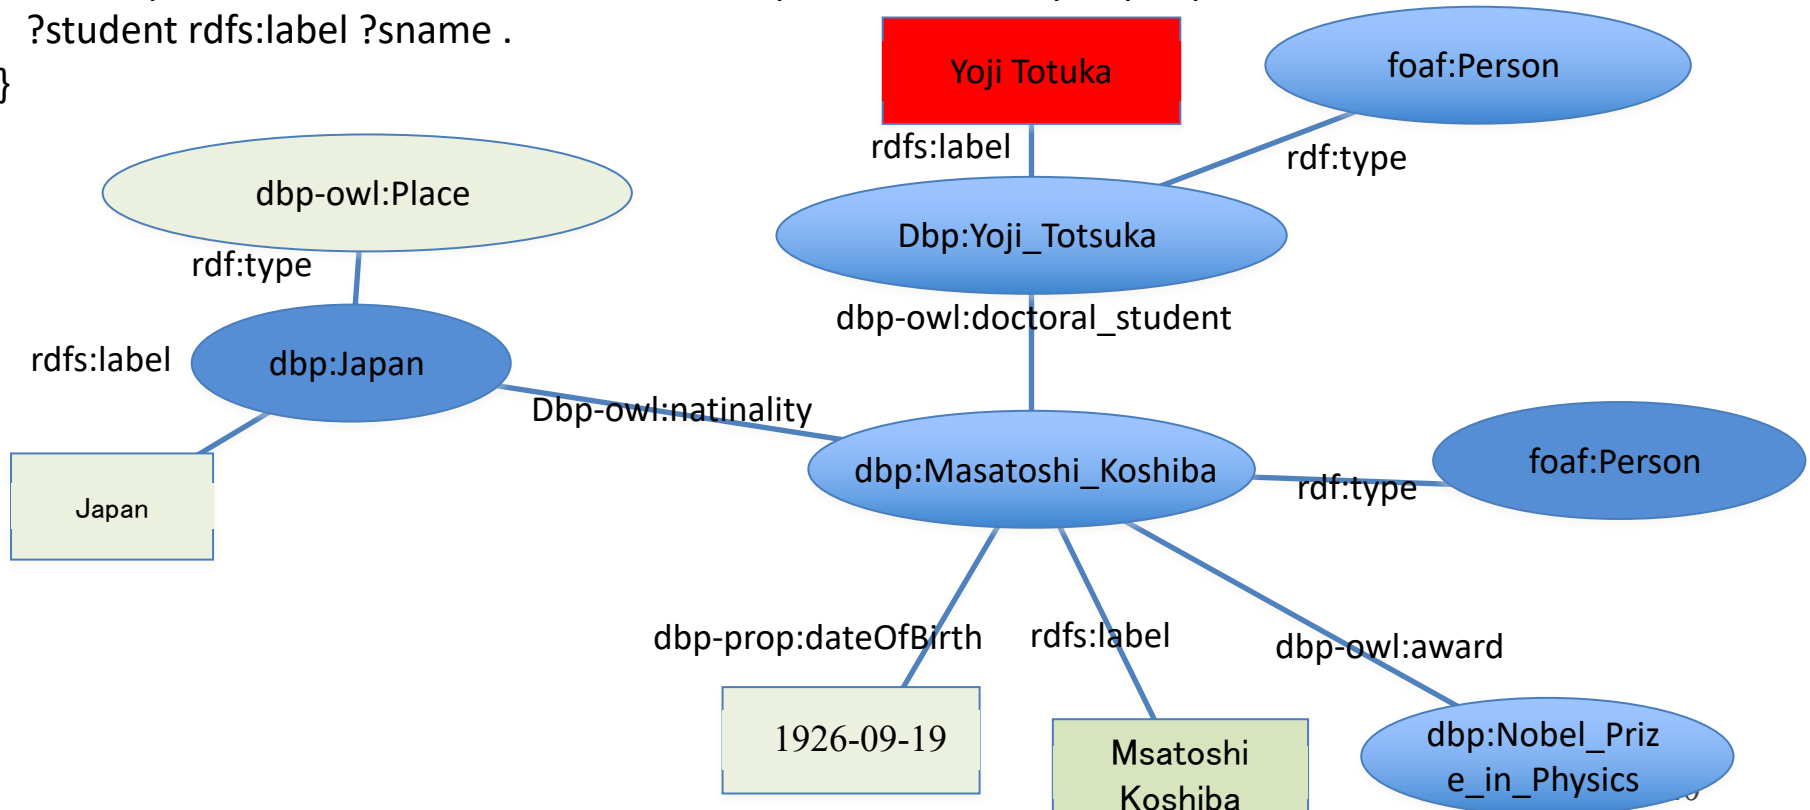 ?student rdfs:label ?sname .
}
Yoji Totuka
foaf:Person
rdfs:label
rdf:type
dbp-owl:Place
Dbp:Yoji_Totsuka
rdf:type
dbp-owl:doctoral_student
rdfs:label
dbp:Japan
Dbp-owl:natinality
dbp:Masatoshi_Koshiba
foaf:Person
rdf:type
Japan
dbp-prop:dateOfBirth
rdfs:label
dbp-owl:award
1926-09-19
Msatoshi
Koshiba
dbp:Nobel_Priz
e_in_Physics